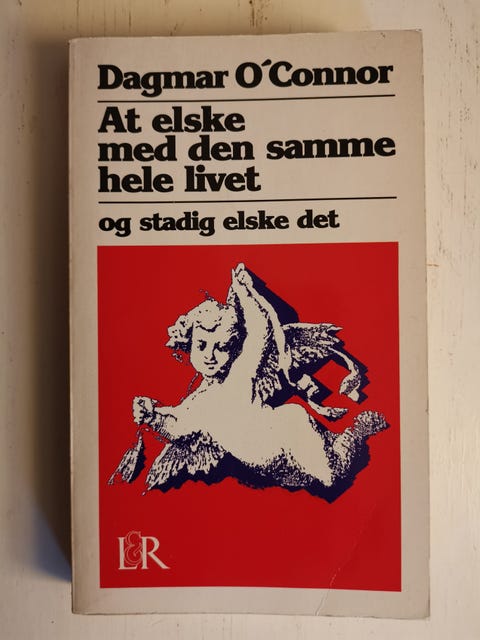 Dagmar O´Connor
At elske
med den samme
hele livet
og stadig elske det
L&R